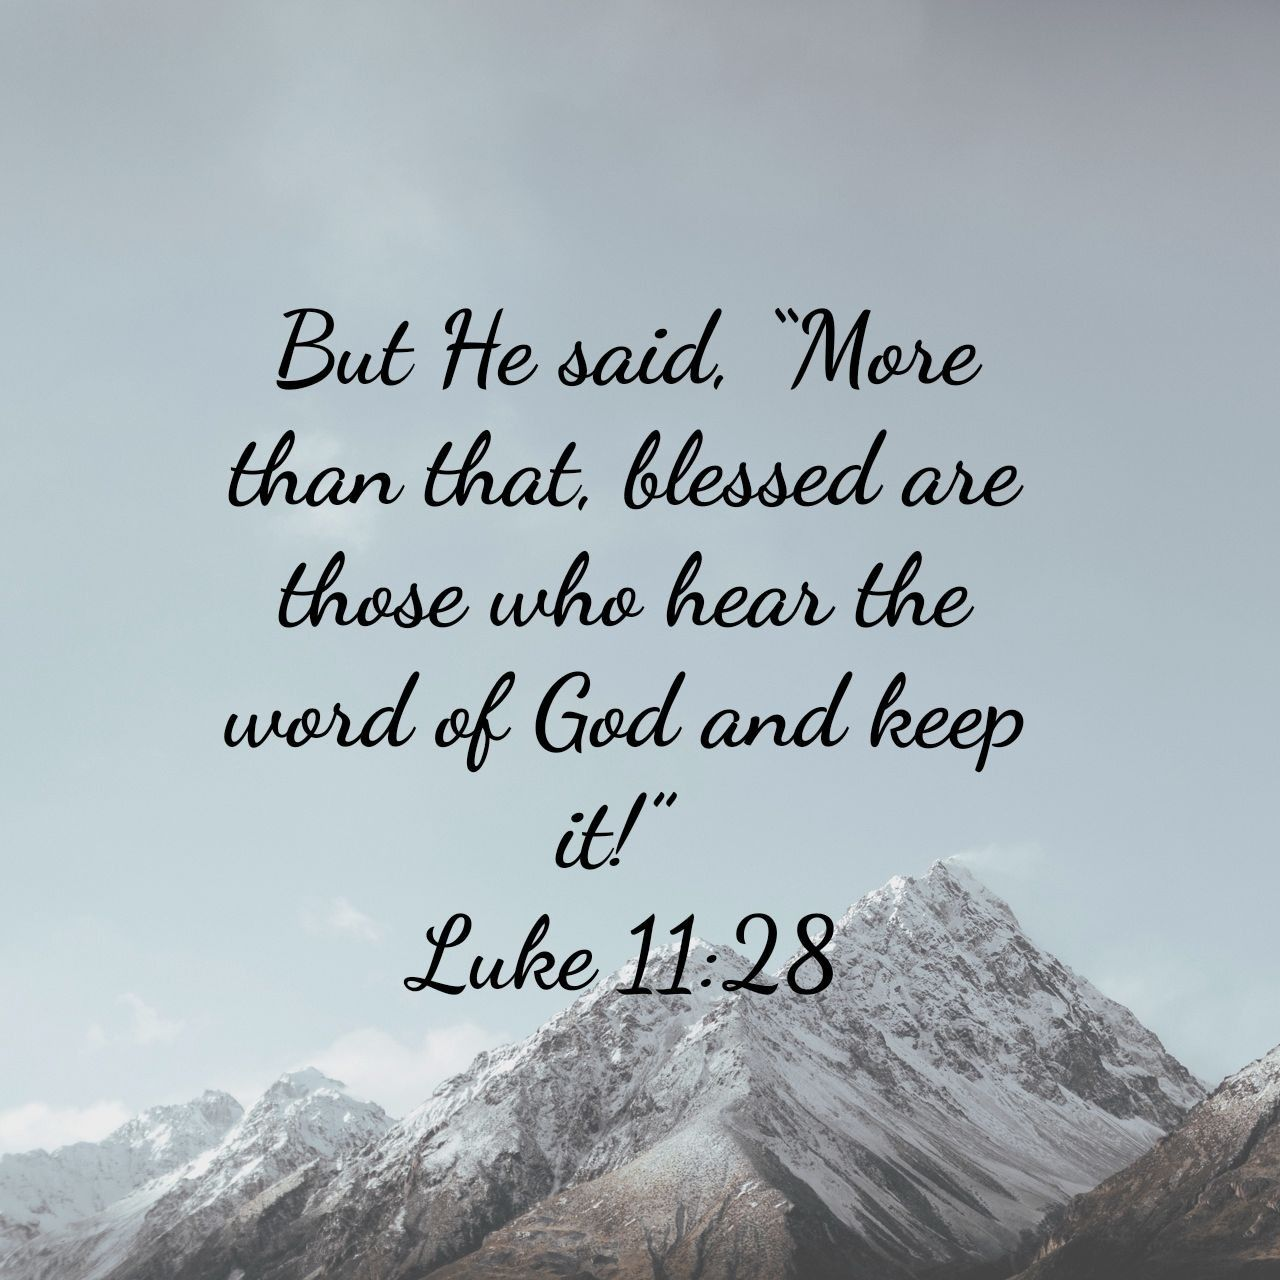 But He said, “More
than that, blessed are
those who hear the
word of God and keep
it!”
Luke 11:28